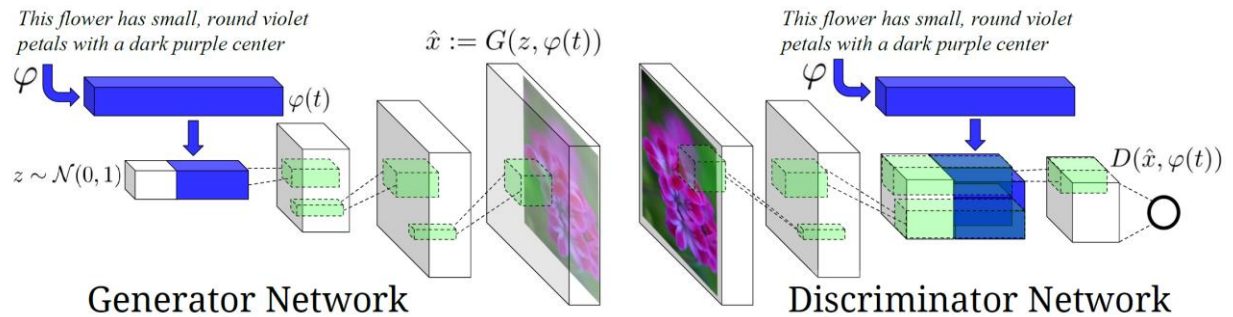 This flower has small, round violet
petals with a dark purple center
φ
φ(t)
z ~ 𝒩(0, 1)
x̂ := G(z, φ(t))
Generator Network
This flower has small, round violet
petals with a dark purple center
φ
D(x̂, φ(t))
Discriminator Network